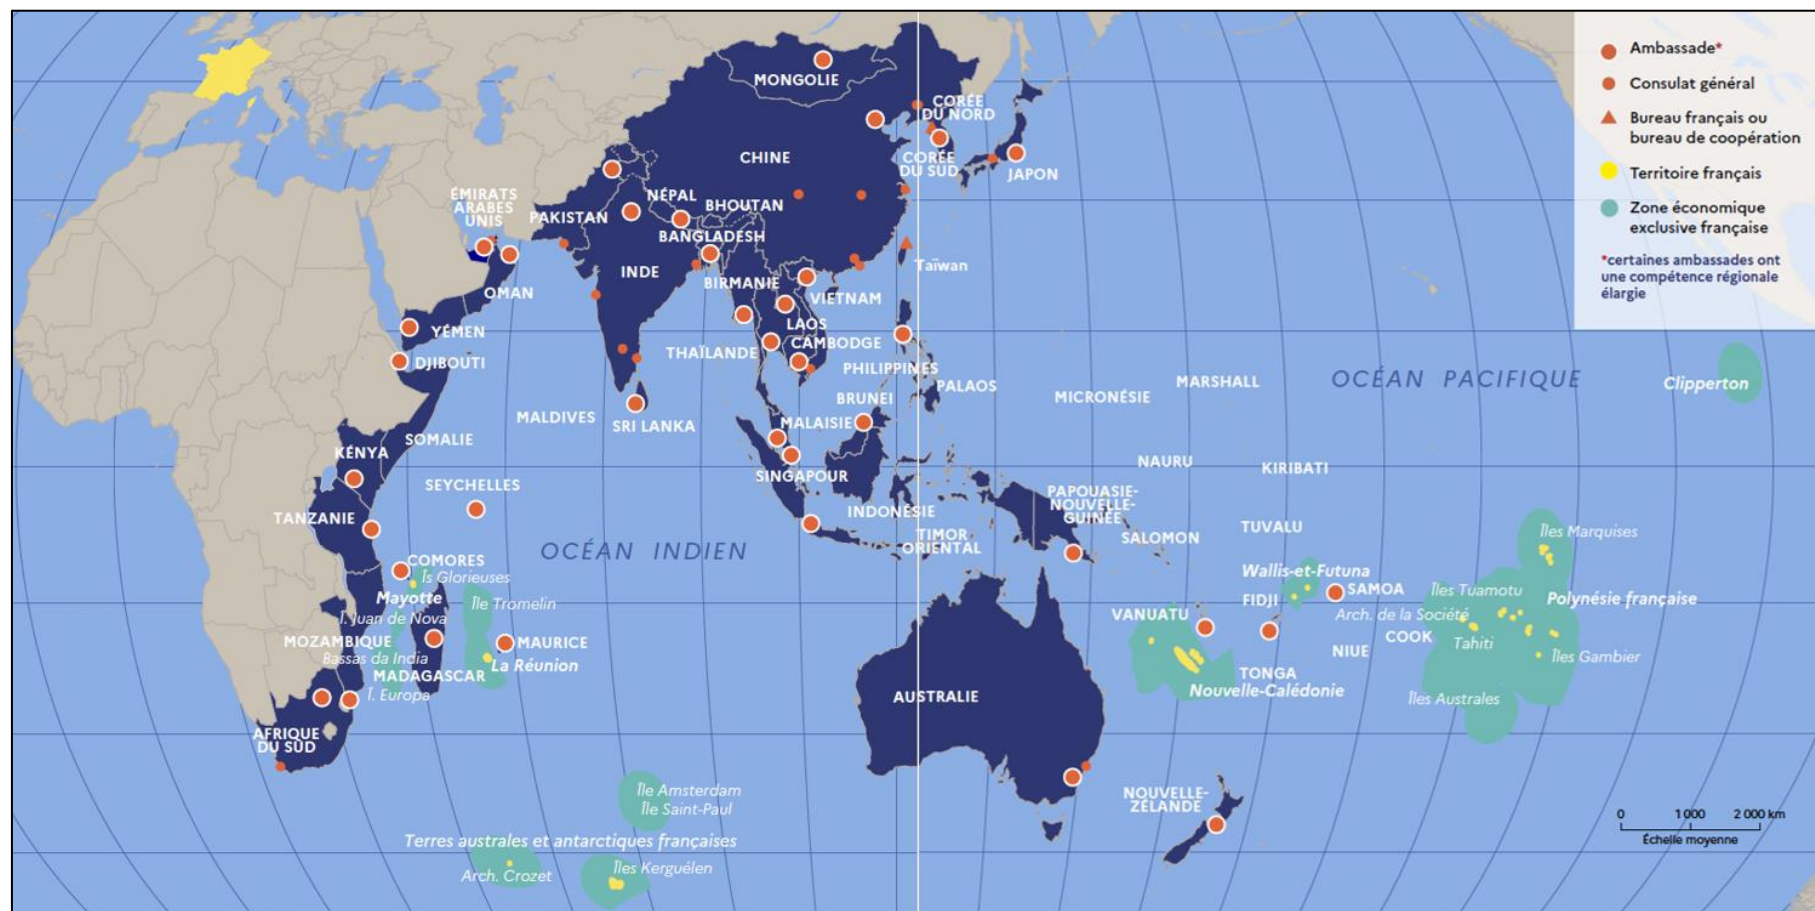 Ambassade*
Consulat général
Bureau français ou
bureau de coopération
Territoire français
Zone économique
exclusive française
*certaines ambassades ont
une compétence régionale
élargie
MONGOLIE
CORÉE
DU NORD
CHINE
CORÉE
DU SUD
JAPON
ÉMIRATS
ARABES
UNIS
PAKISTAN
NÉPAL
BHOUTAN
BANGLADESH
INDE
Taïwan
OMAN
BIRMANIE
VIETNAM
YÉMEN
LAOS
DJIBOUTI
THAÏLANDE
CAMBODGE
PHILIPPINES
PALAOS
MICRONÉSIE
MARSHALL
OCÉAN PACIFIQUE
Clipperton
MALDIVES
SRI LANKA
BRUNEI
MALAISIE
SOMALIE
KÉNYA
SEYCHELLES
SINGAPOUR
NAURU
KIRIBATI
TANZANIE
INDONÉSIE
PAPOUASIE-
NOUVELLE-
GUINÉE
TIMOR
ORIENTAL
SALOMON
TUVALU
Îles Marquises
OCÉAN INDIEN
COMORES
Îs Glorieuses
Mayotte
Île Tromelin
Wallis-et-Futuna
SAMOA
Îles Tuamotu
Polynésie française
Î. Juan de Nova
VANUATU
FIDJI
Arch. de la Société
MOZAMBIQUE
MAURICE
COOK
Tahiti
Bassas da India
La Réunion
NIUE
Îles Gambier
MADAGASCAR
TONGA
Î. Europa
AUSTRALIE
Nouvelle-Calédonie
Îles Australes
AFRIQUE
DU SUD
Île Amsterdam
Île Saint-Paul
NOUVELLE-
ZÉLANDE
Terres australes et antarctiques françaises
Arch. Crozet
Îles Kerguélen
0 1 000 2 000 km
Échelle moyenne